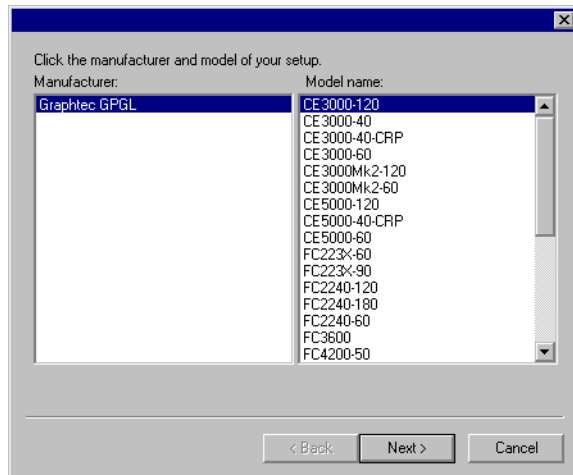 Click the manufacturer and model of your setup.
Manufacturer:
Model name:
Graphtec GPGL
CE3000-120
CE3000-40
CE3000-40-CRP
CE3000-60
CE3000Mk2-120
CE3000Mk2-60
CE5000-120
CE5000-40-CRP
CE5000-60
FC223X-60
FC223X-90
FC2240-120
FC2240-180
FC2240-60
FC3600
FC4200-50
< Back
Next >
Cancel